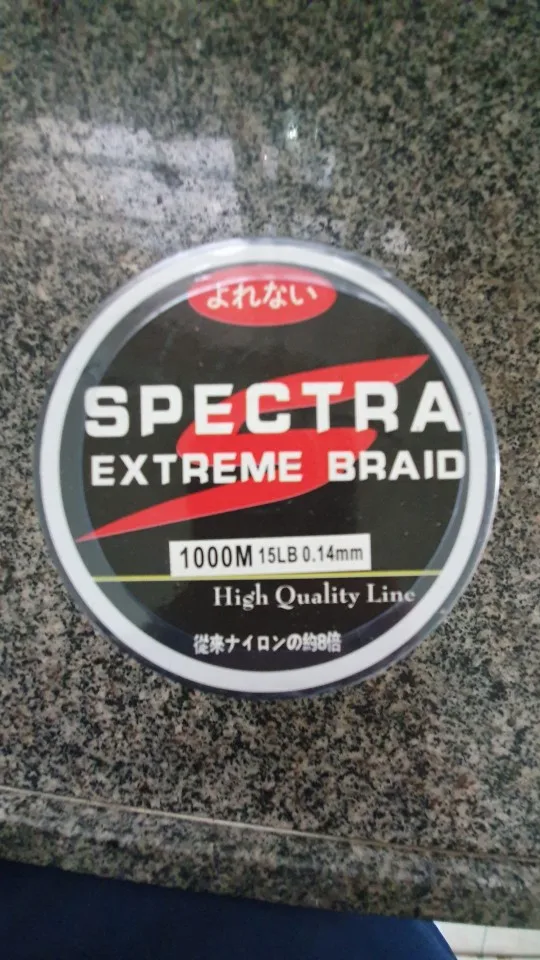 よれない
SPECTRA
EXTREME BRAID
1000M 15LB 0.14mm
High Quality Line
從来ナイロンの約8倍